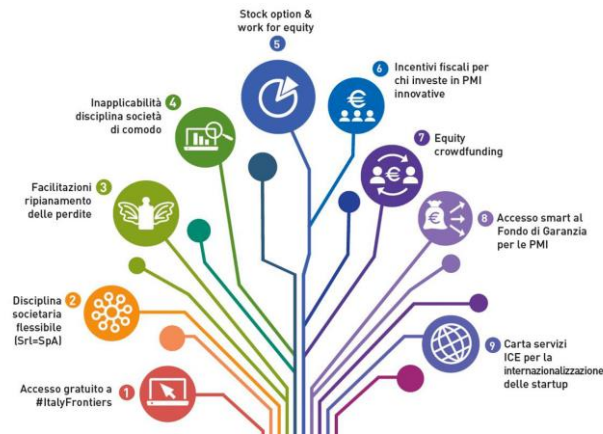 Stock option &
work for equity
5
6
Incentivi fiscali per
chi investe in PMI
innovative
Inapplicabilità
disciplina società
di comodo
4
7
Equity
crowdfunding
Facilitazioni
ripianamento
delle perdite
3
8
Accesso smart al
Fondo di Garanzia
per le PMI
Disciplina
societaria
flessibile
(Srl=SpA)
2
9
Carta servizi
ICE per la
internazionalizzazione
delle startup
Accesso gratuito a
#ItalyFrontiers
1
€
€
€